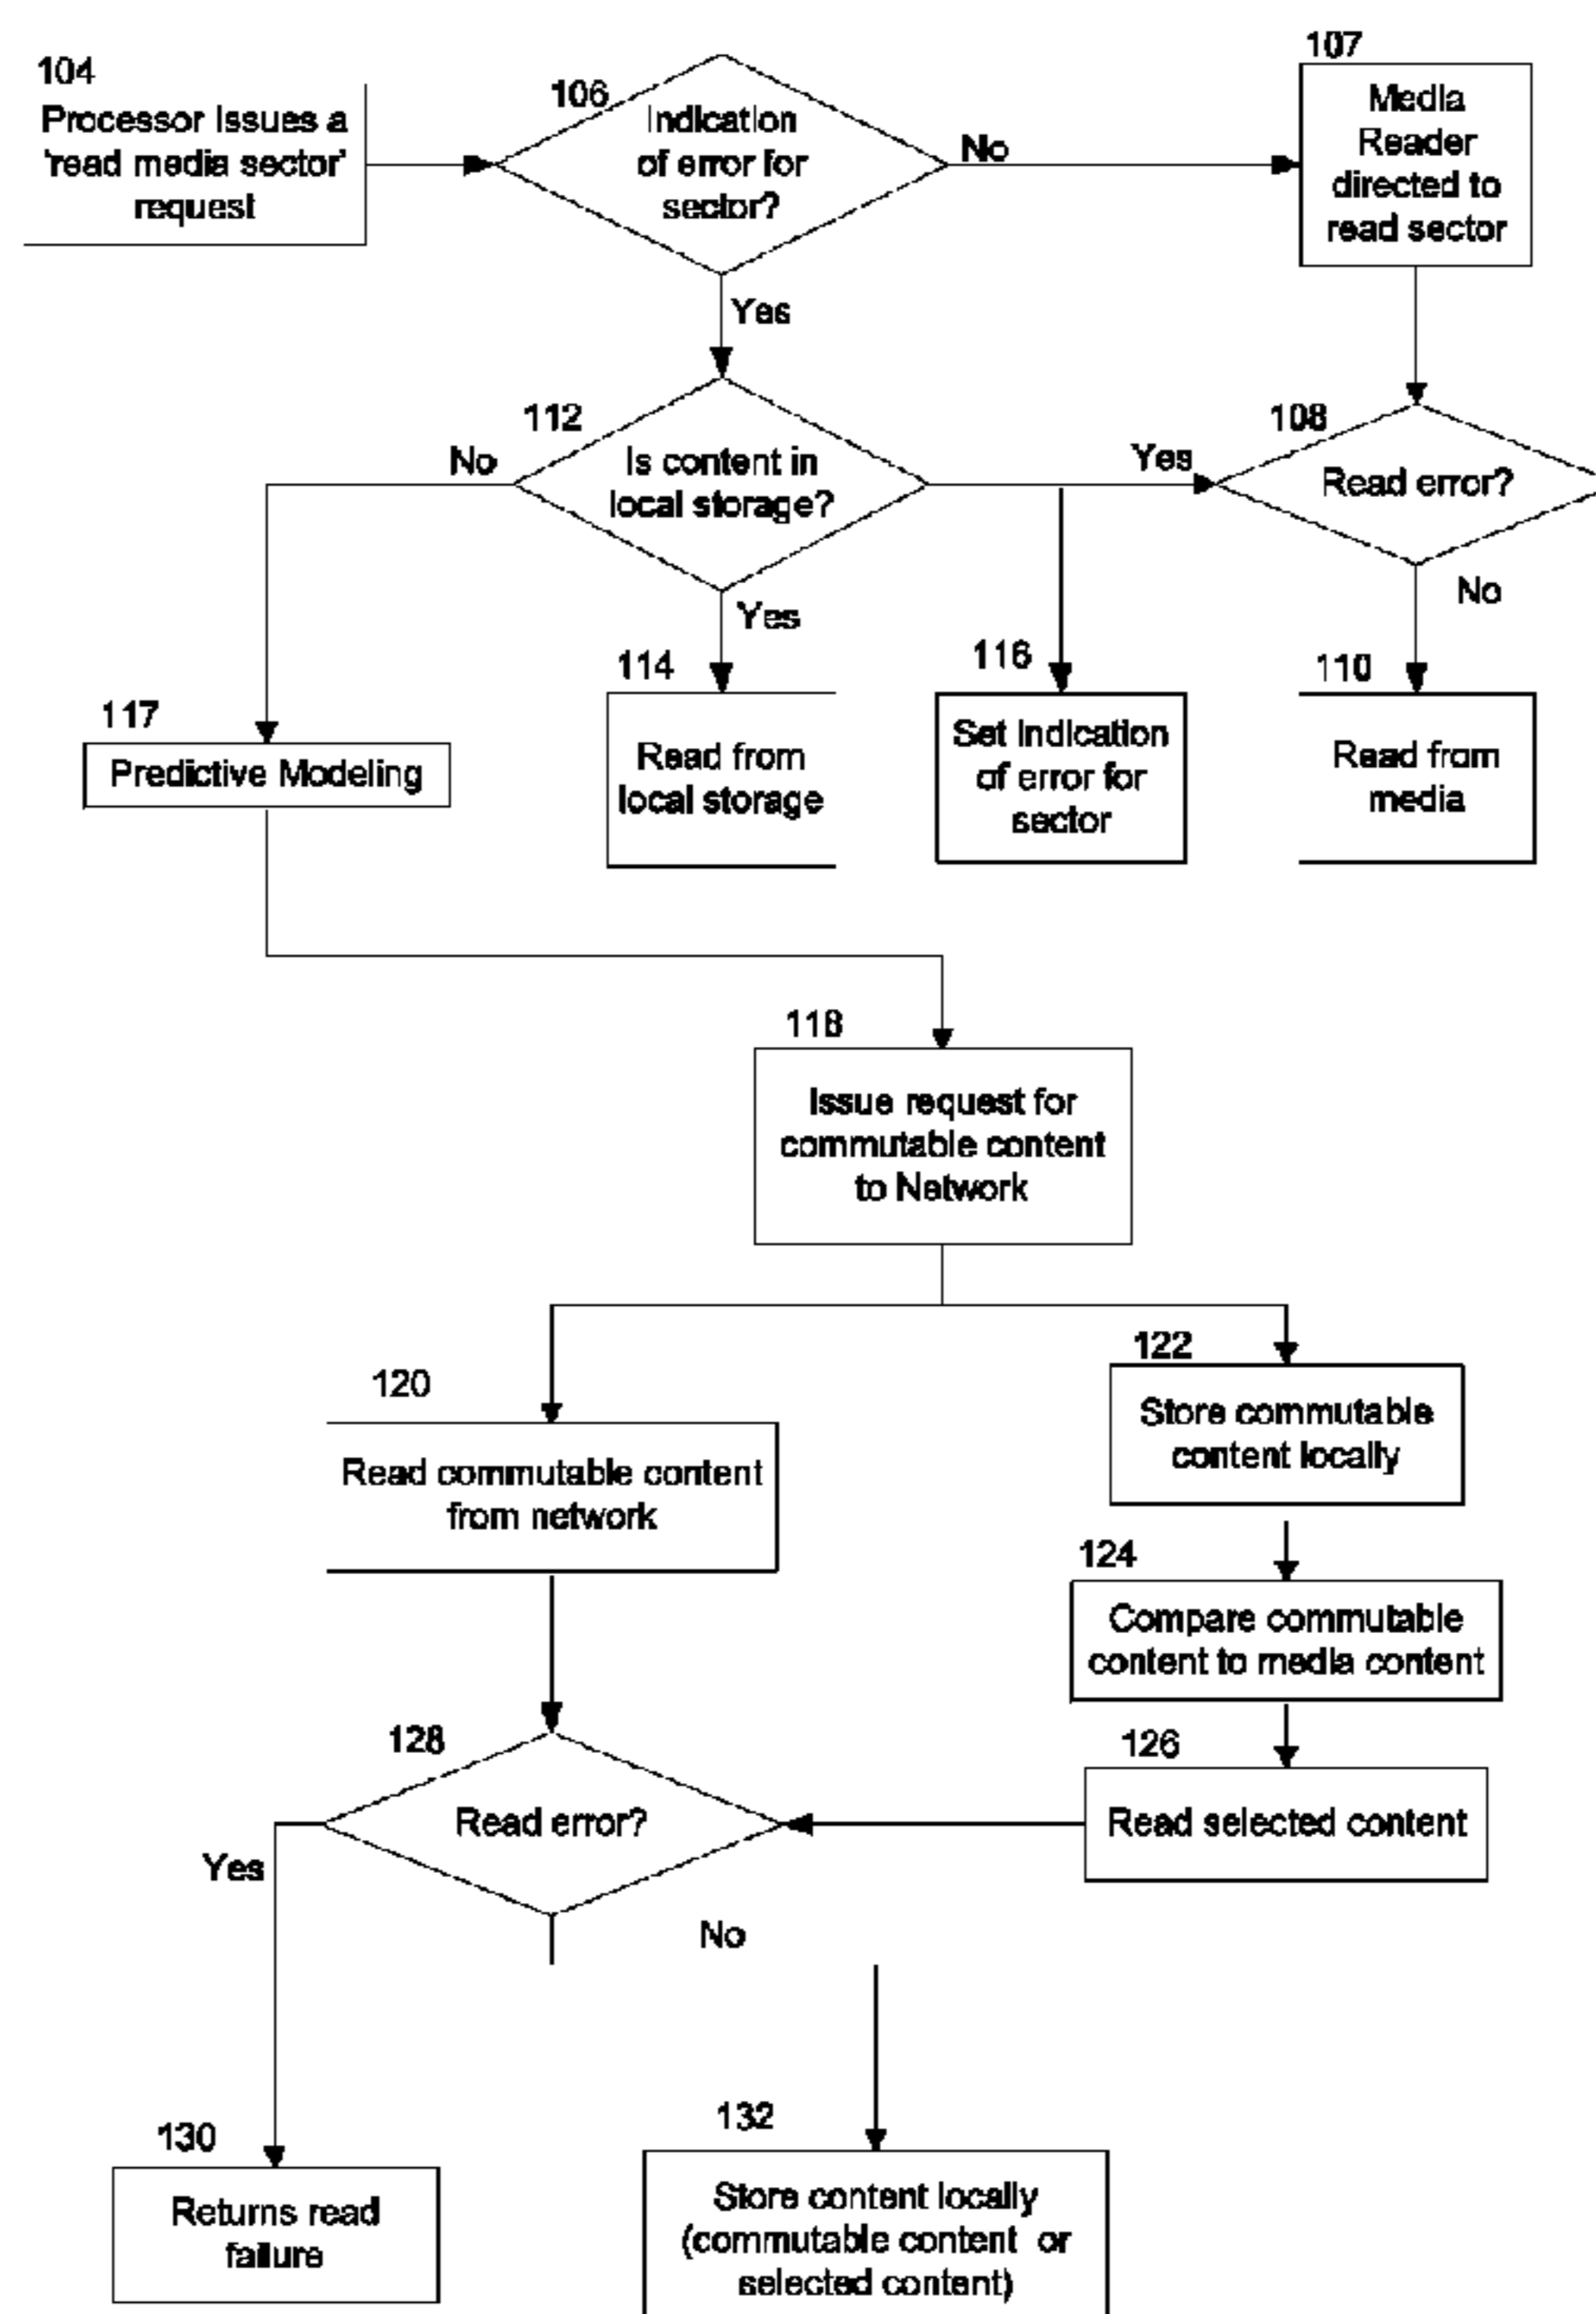 104
Processor Issues a
'read media sector'
request
106
Indication
of error for
sector?
No
107
Media
Reader
directed to
read sector
Yes
112
Is content in
local storage?
No
Yes
108
Read error?
Yes
No
117
Predictive Modeling
114
Read from
local storage
116
Set Indication
of error for
sector
110
Read from
media
118
Issue request for
commutable content
to Network
120
Read commutable content
from network
122
Store commutable
content locally
124
Compare commutable
content to media content
126
Read selected content
128
Read error?
Yes
No
130
Returns read
failure
132
Store content locally
(commutable content or
selected content)